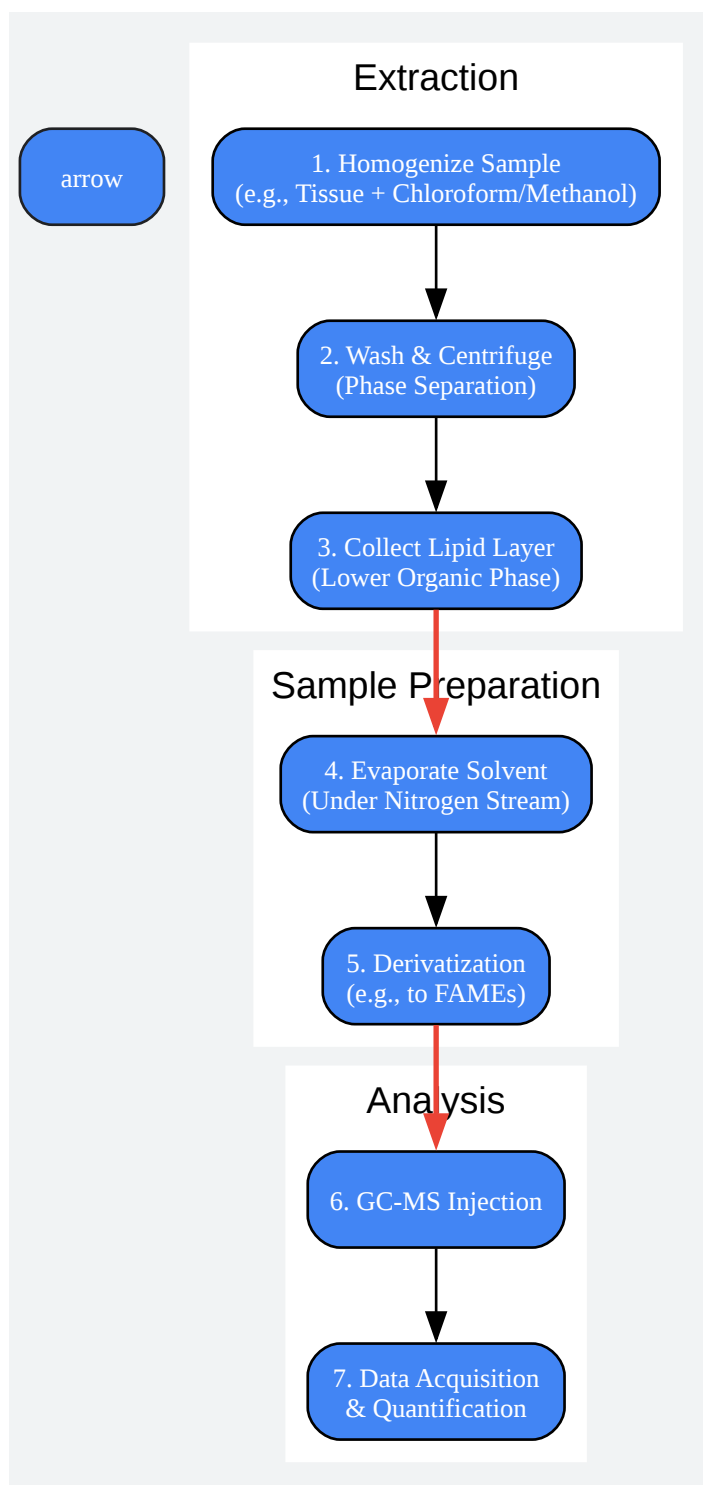 Extraction
arrow
1. Homogenize Sample
(e.g., Tissue + Chloroform/Methanol)
2. Wash & Centrifuge
(Phase Separation)
3. Collect Lipid Layer
(Lower Organic Phase)
Sample Preparation
4. Evaporate Solvent
(Under Nitrogen Stream)
5. Derivatization
(e.g., to FAMEs)
Analysis
6. GC-MS Injection
7. Data Acquisition
& Quantification